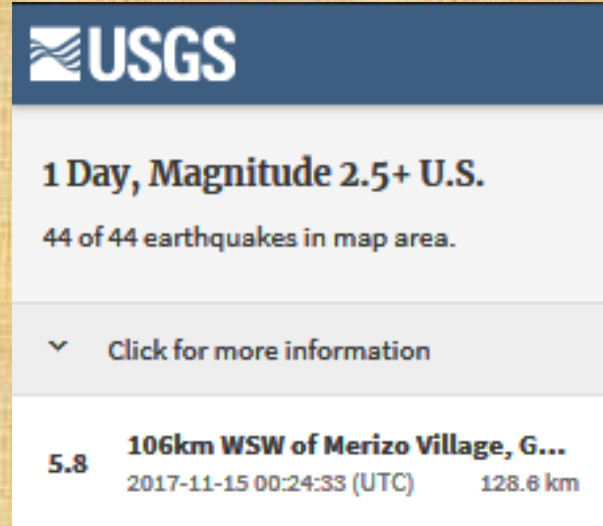 USGS
1 Day, Magnitude 2.5+ U.S.
44 of 44 earthquakes in map area.
Click for more information
5.8 106km WSW of Merizo Village, G...
2017-11-15 00:24:33 (UTC) 128.6 km